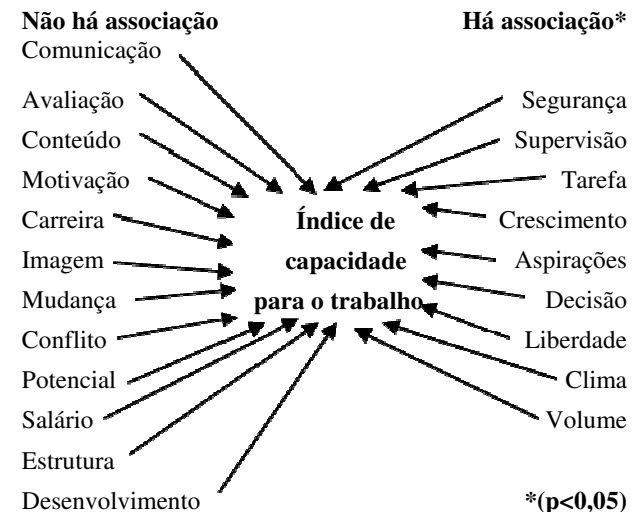 Não há associação
Comunicação
Avaliação
Conteúdo
Motivação
Carreira
Imagem
Mudança
Conflito
Potencial
Salário
Estrutura
Desenvolvimento
Índice de
capacidade
para o trabalho
Há associação*
Segurança
Supervisão
Tarefa
Crescimento
Aspirações
Decisão
Liberdade
Clima
Volume
*(p<0,05)